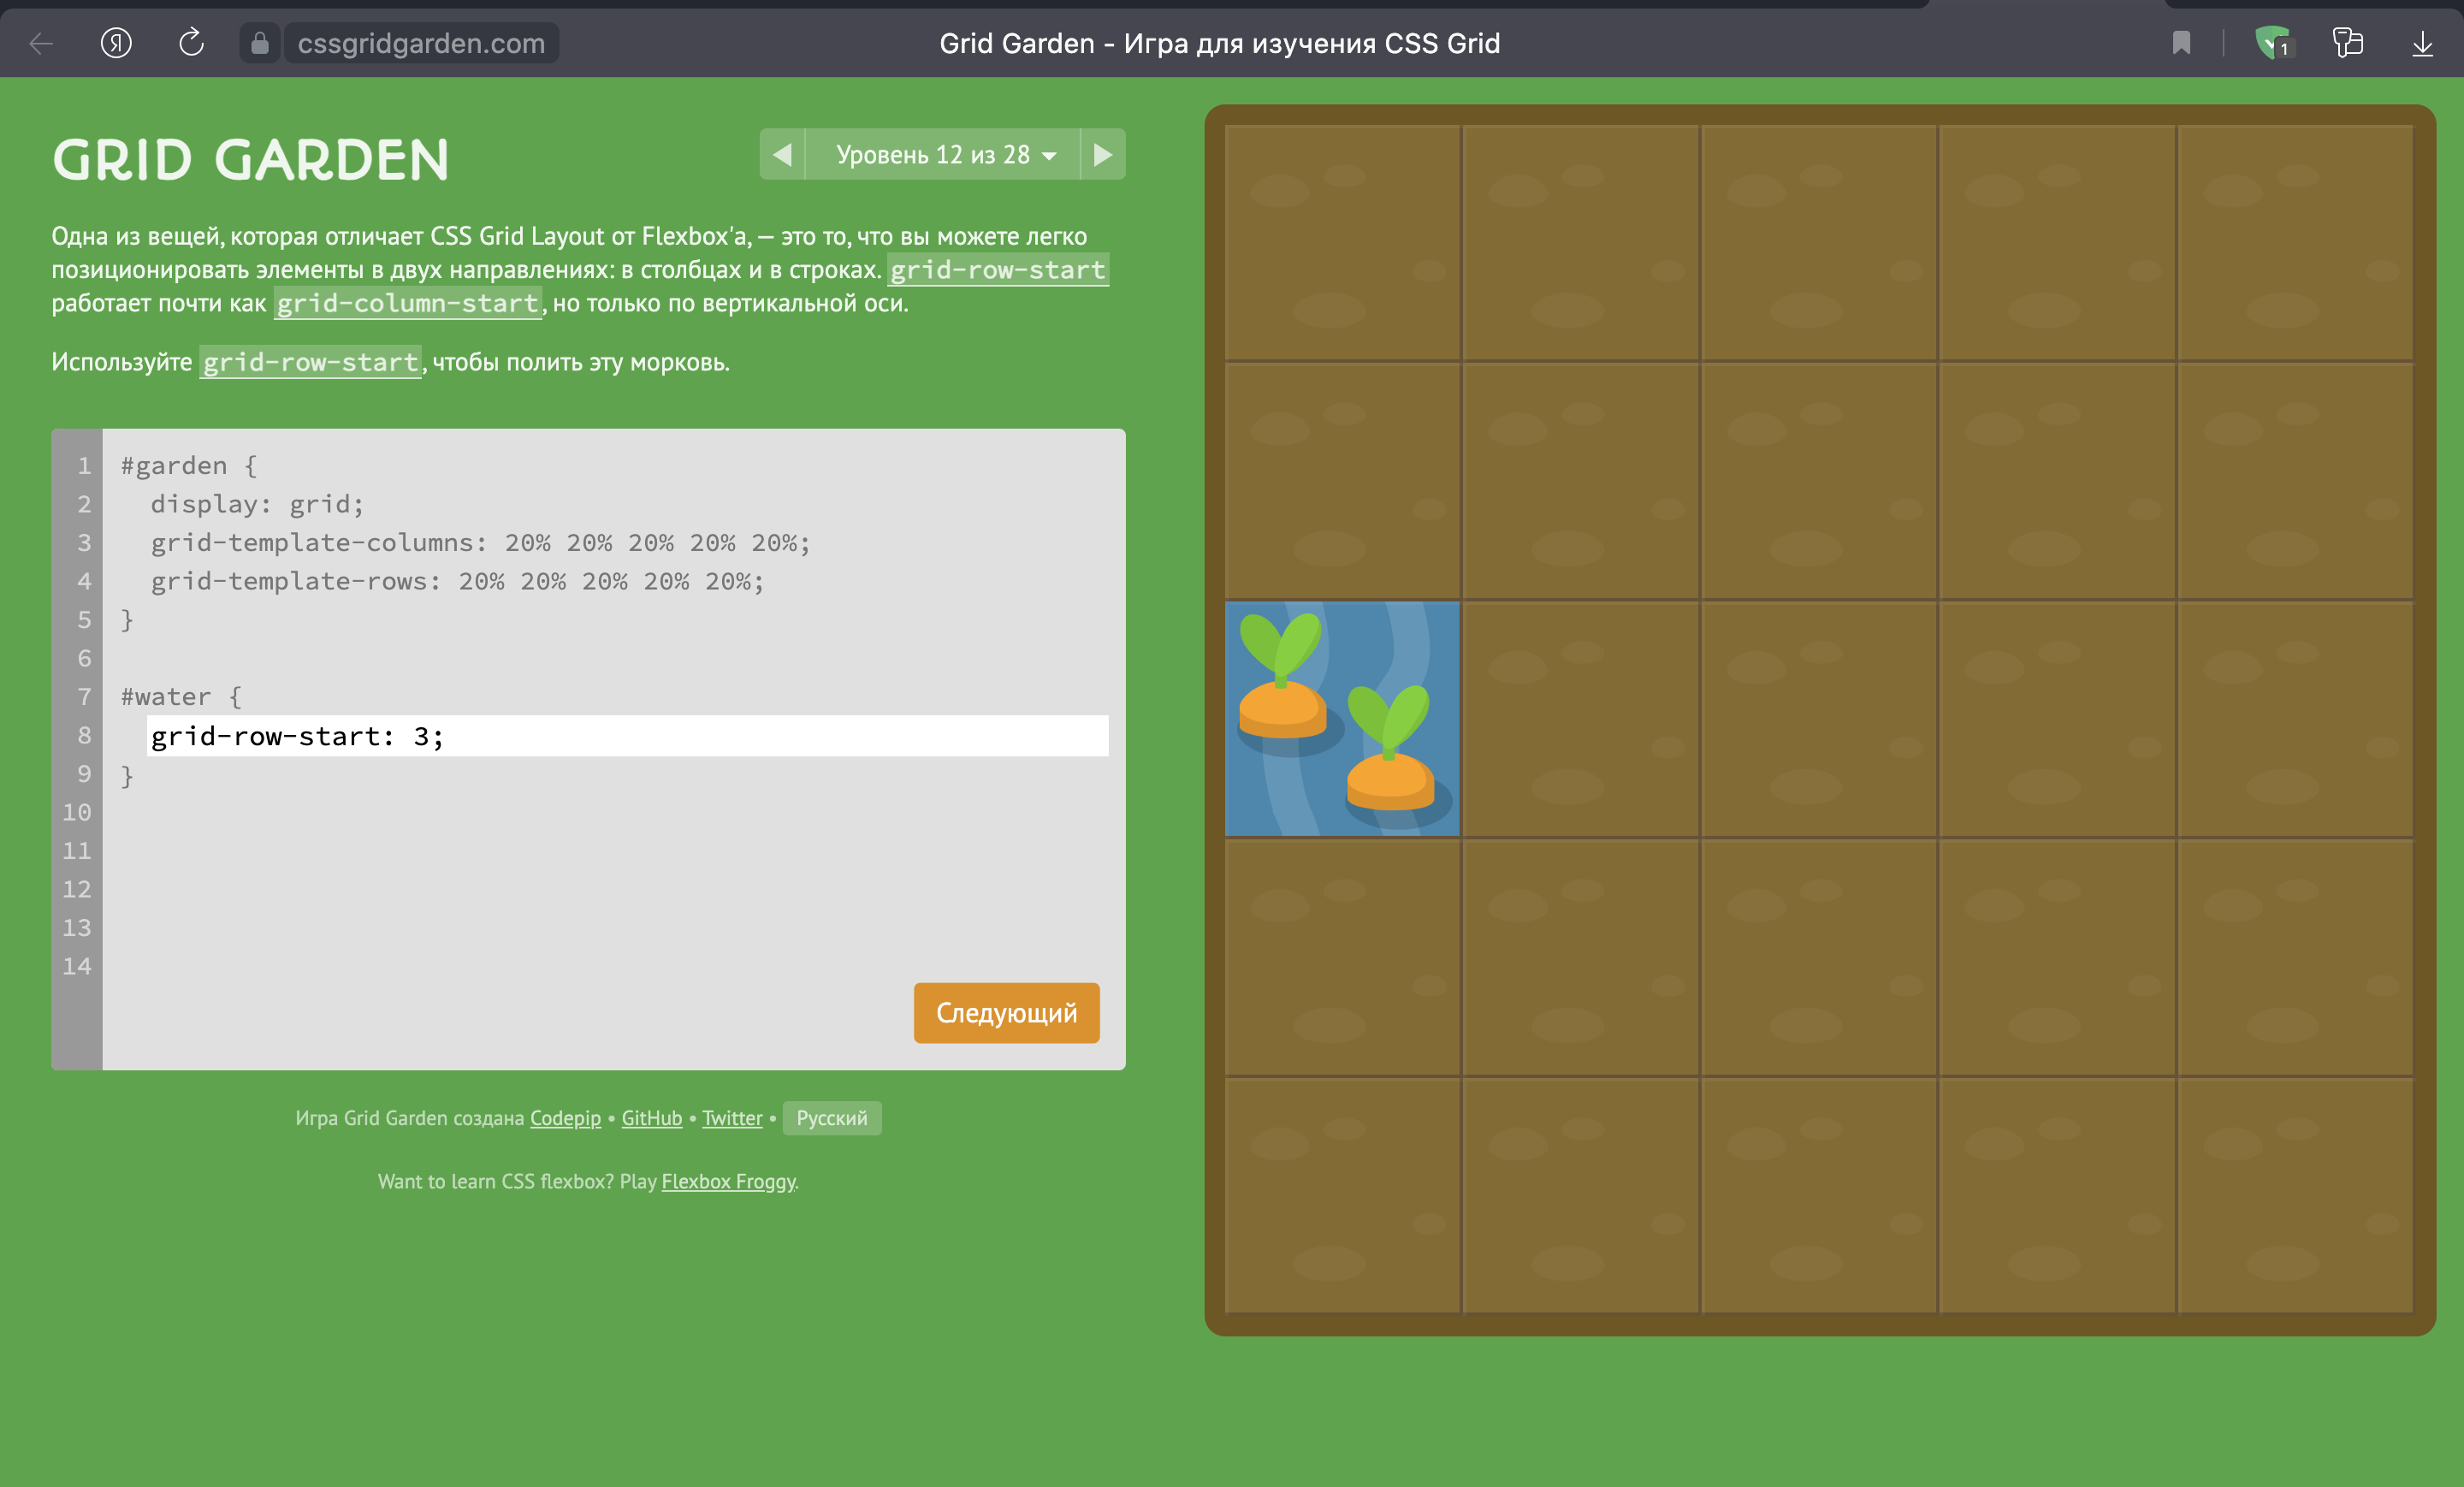 Я
cssgridgarden.com
Grid Garden - Игра для изучения CSS Grid
1
GRID GARDEN
Уровень 12 из 28
Одна из вещей, которая отличает CSS Grid Layout от Flexbox'а, — это то, что вы можете легко
позиционировать элементы в двух направлениях: в столбцах и в строках. grid-row-start
работает почти как grid-column-start, но только по вертикальной оси.
Используйте grid-row-start, чтобы полить эту морковь.
1 #garden {
2 display: grid;
3 grid-template-columns: 20% 20% 20% 20% 20%;
4 grid-template-rows: 20% 20% 20% 20% 20%;
5 }
6
7 #water {
8 grid-row-start: 3;
9 }
10
11
12
13
14
Следующий
Игра Grid Garden создана Codepip • GitHub • Twitter • Русский
Want to learn CSS flexbox? Play Flexbox Froggy.